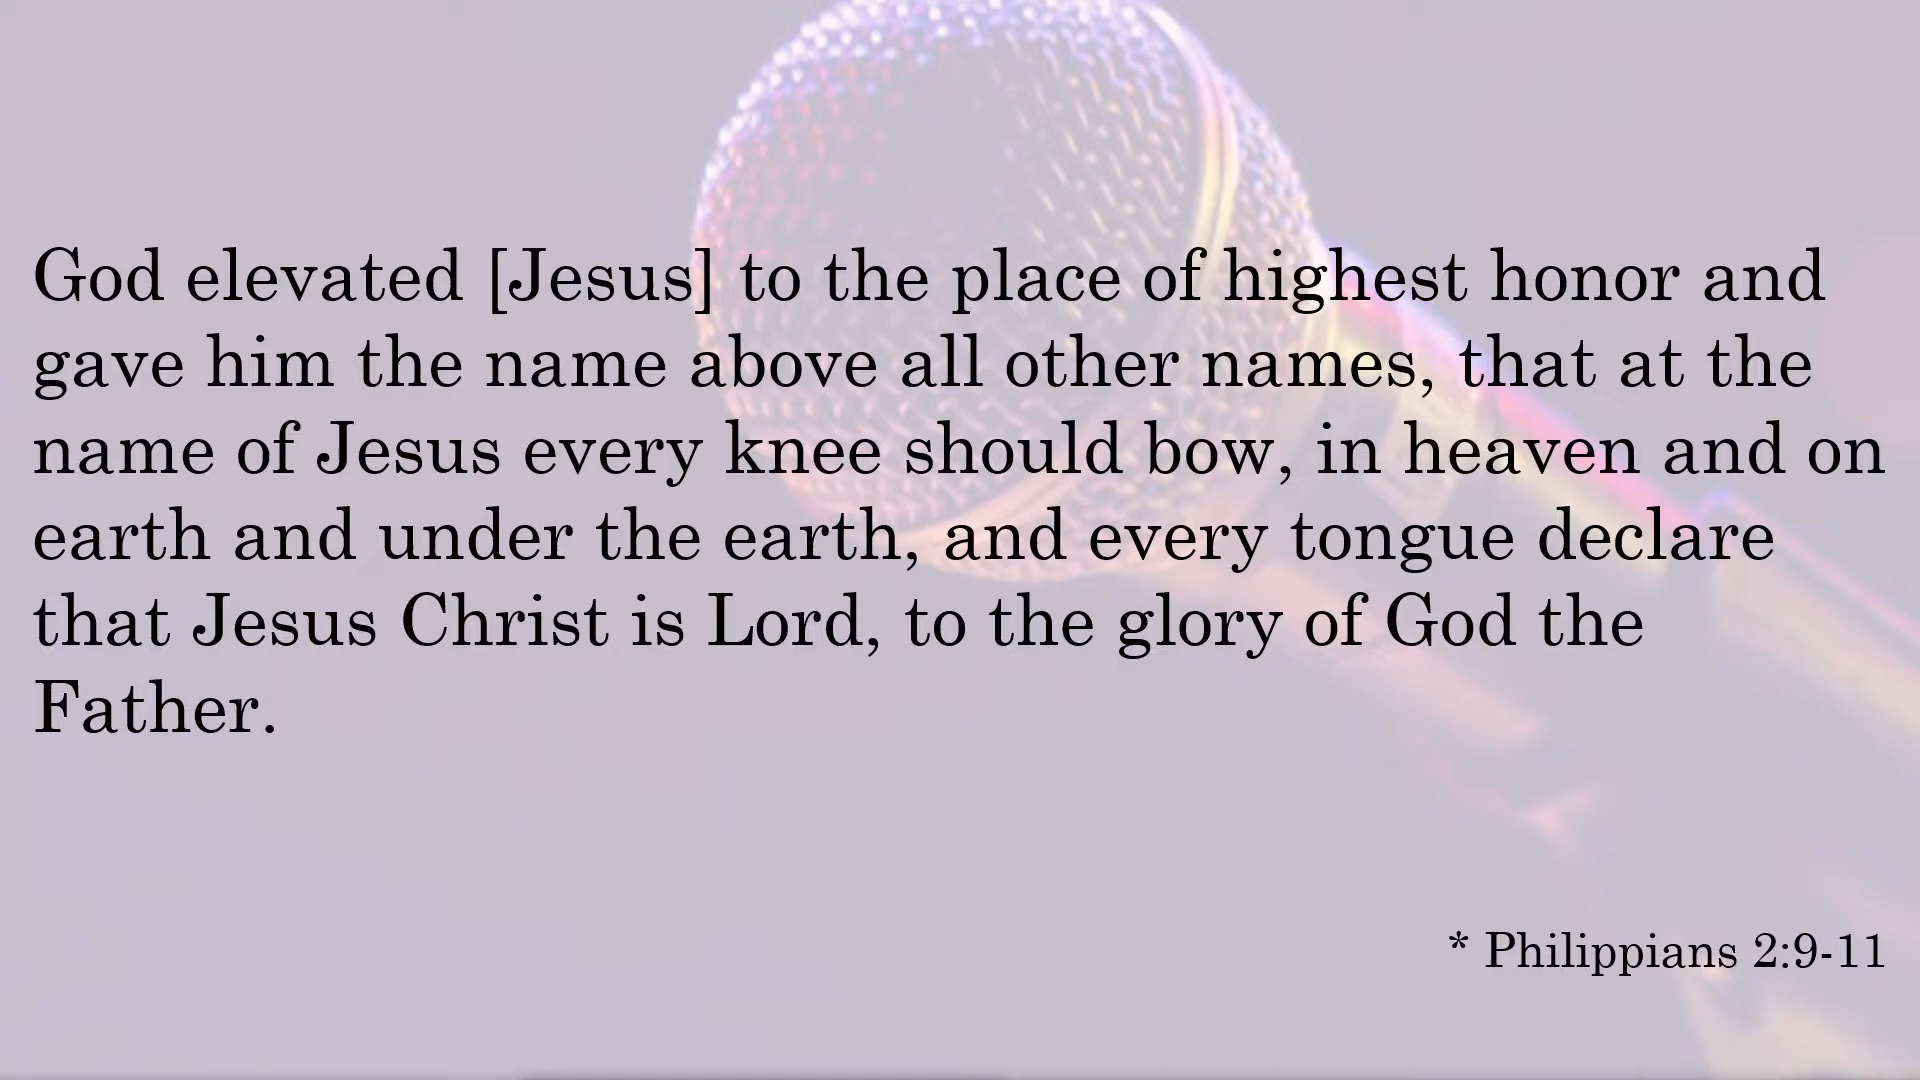 God elevated [Jesus] to the place of highest honor and
gave him the name above all other names, that at the
name of Jesus every knee should bow, in heaven and on
earth and under the earth, and every tongue declare
that Jesus Christ is Lord, to the glory of God the
Father.
* Philippians 2:9-11